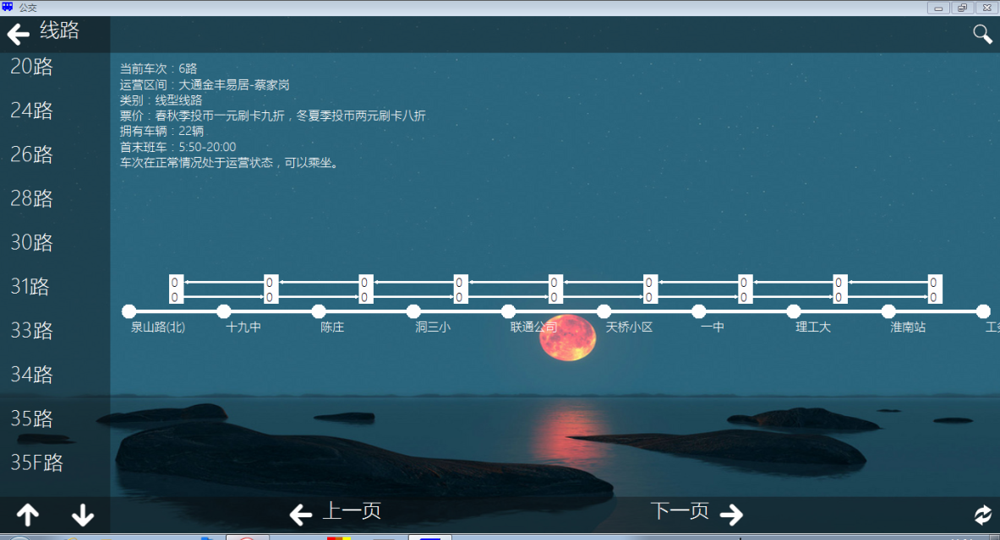 公交
线路
20路
24路
26路
28路
30路
31路
33路
34路
35路
35F路
当前车次：6路
运营区间：大通金丰易居-蔡家岗
类别：线型线路
票价：春秋季投币一元刷卡九折，冬夏季投币两元刷卡八折
拥有车辆：22辆
首末班车：5:50-20:00
车次在正常情况处于运营状态，可以乘坐。
0 0 0 0 0 0 0 0 0
0 0 0 0 0 0 0 0 0
泉山路(北) 十九中 陈庄 洞三小 联通公司 天桥小区 一中 理工大 淮南站
上一页 下一页